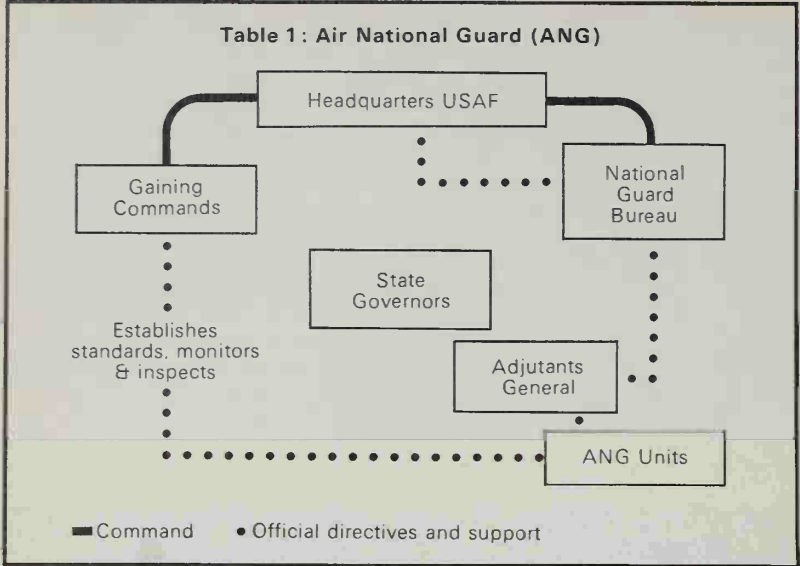 Table 1: Air National Guard (ANG)
Headquarters USAF
Gaining
Commands
National
Guard
Bureau
State
Governors
Establishes
standards, monitors
& inspects
Adjutants
General
ANG Units
Command
Official directives and support